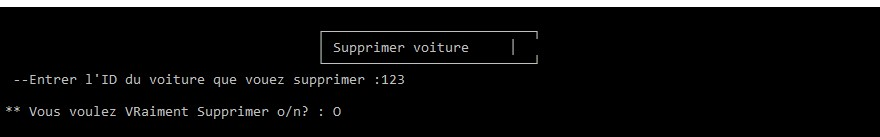 Supprimer voiture
--Entrer l'ID du voiture que vouez supprimer :123
** Vous voulez VRaiment Supprimer o/n? : O